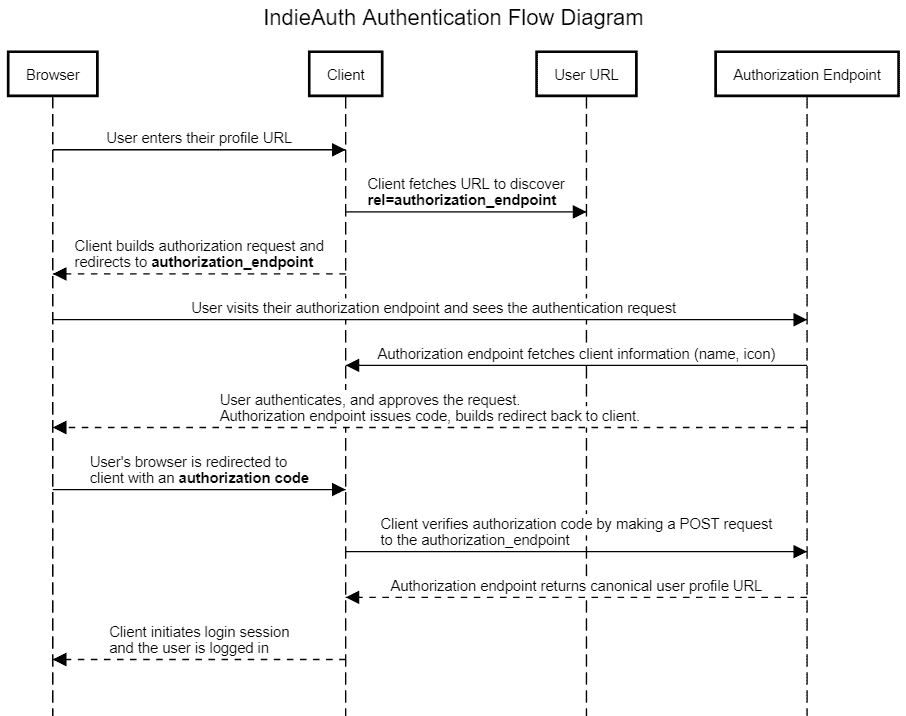 IndieAuth Authentication Flow Diagram
Browser
Client
User URL
Authorization Endpoint
User enters their profile URL
Client fetches URL to discover
rel=authorization_endpoint
Client builds authorization request and
redirects to authorization_endpoint
User visits their authorization endpoint and sees the authentication request
Authorization endpoint fetches client information (name, icon)
User authenticates, and approves the request.
Authorization endpoint issues code, builds redirect back to client.
User's browser is redirected to
client with an authorization code
Client verifies authorization code by making a POST request
to the authorization_endpoint
Authorization endpoint returns canonical user profile URL
Client initiates login session
and the user is logged in